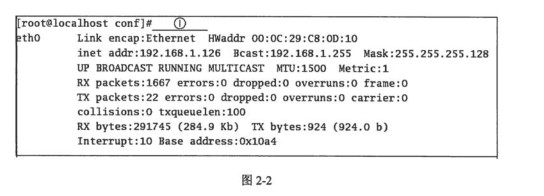 [root@localhost conf]# ①
eth0 Link encap:Ethernet HWaddr 00:0C:29:C8:0D:10
inet addr:192.168.1.126 Bcast:192.168.1.255 Mask:255.255.255.128
UP BROADCAST RUNNING MULTICAST MTU:1500 Metric:1
RX packets:1667 errors:0 dropped:0 overruns:0 frame:0
TX packets:22 errors:0 dropped:0 overruns:0 carrier:0
collisions:0 txqueuelen:100
RX bytes:291745 (284.9 Kb) TX bytes:924 (924.0 b)
Interrupt:10 Base address:0x10a4
图 2-2